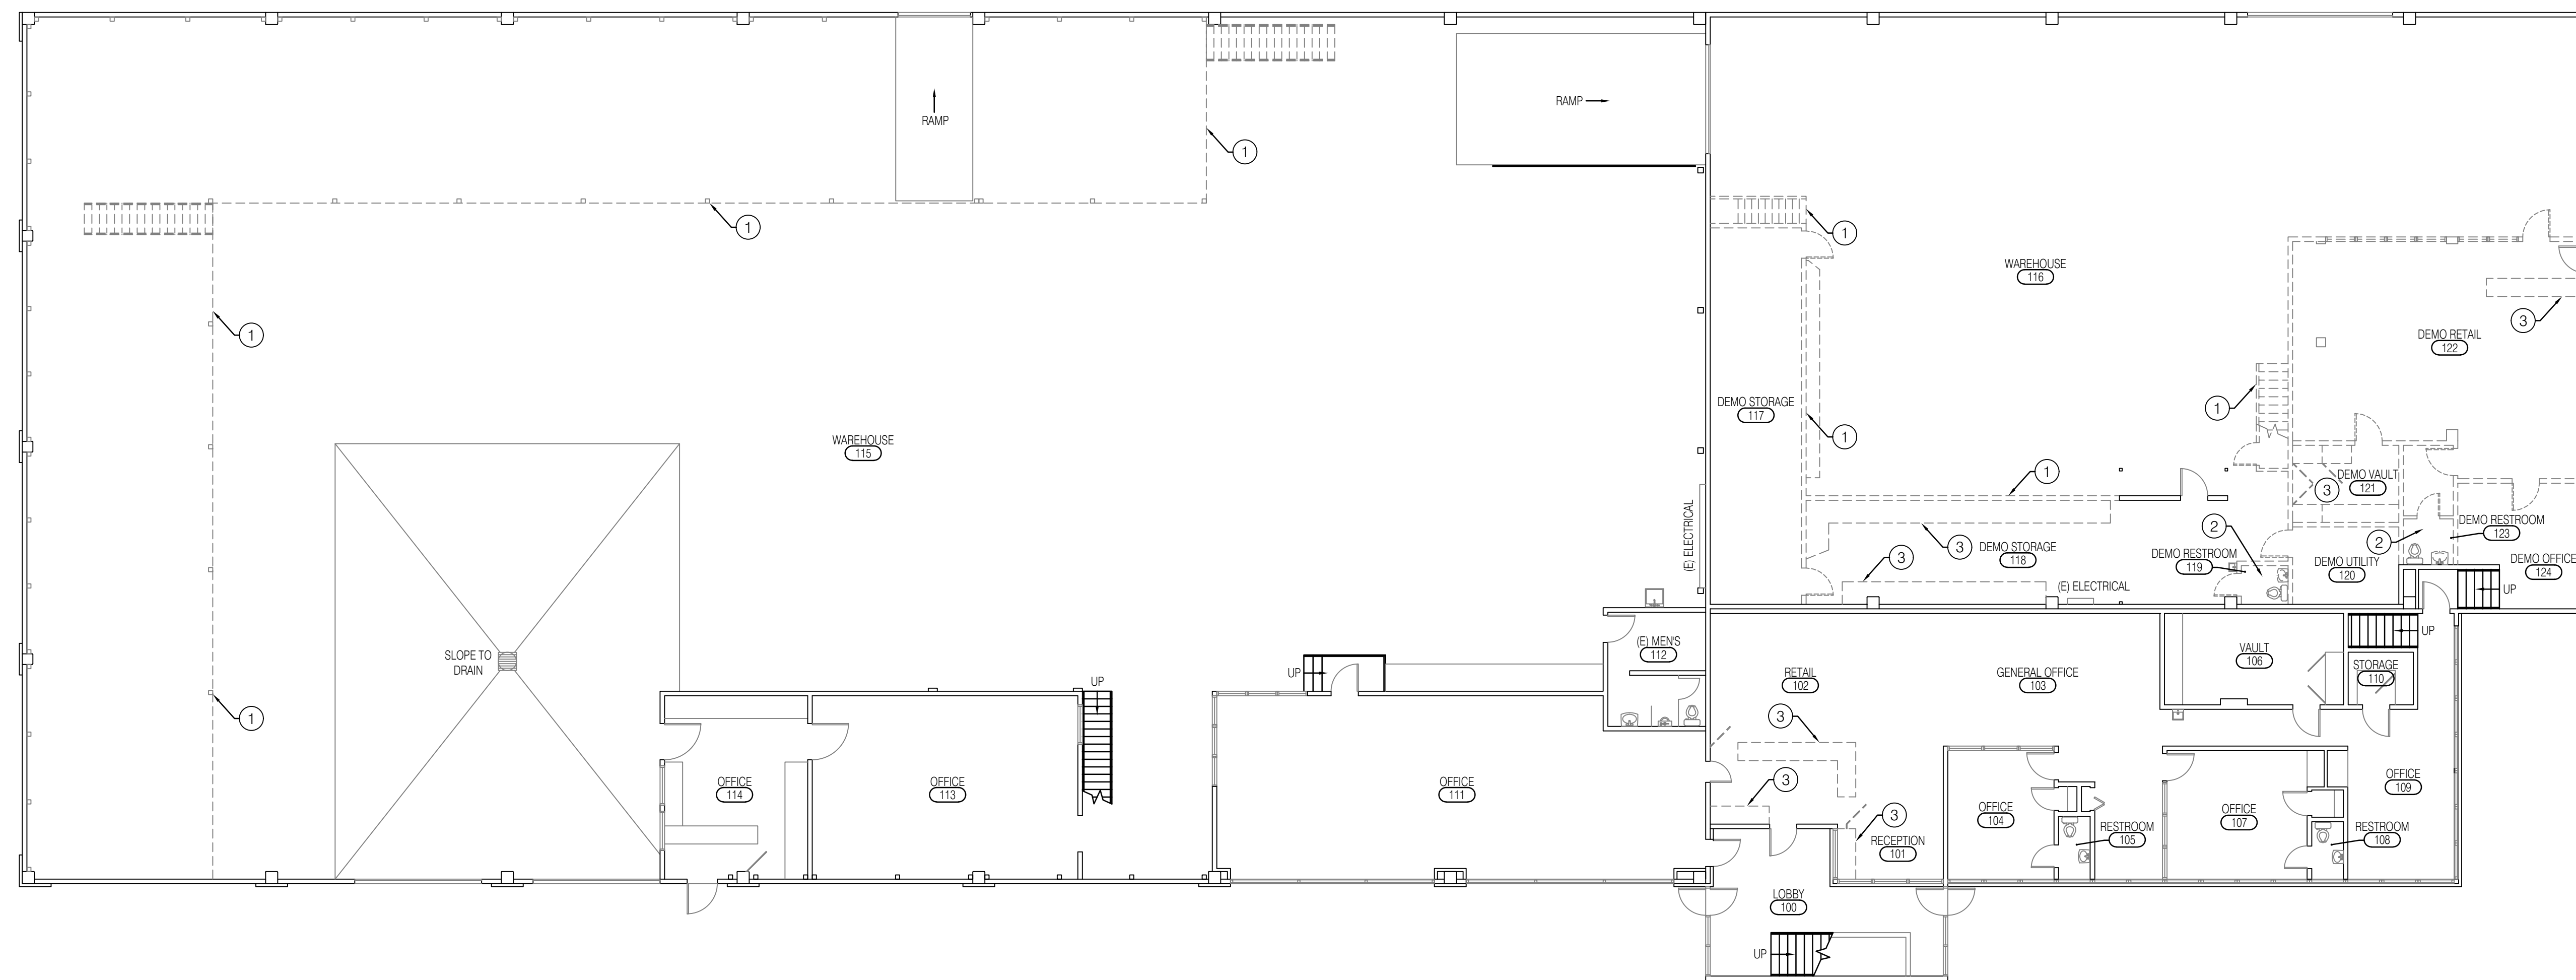 RAMP
RAMP
1
1
1
1
1
1
1
1
WAREHOUSE
116
3
DEMO RETAIL
122
DEMO STORAGE
117
WAREHOUSE
115
1
DEMO VAULT
121
3
(E) ELECTRICAL
2
DEMO RESTROOM
123
2
3
3
DEMO STORAGE
118
DEMO RESTROOM
119
DEMO UTILITY
120
DEMO OFFICE
124
(E) ELECTRICAL
UP
UP
(E) MEN'S
112
SLOPE TO
DRAIN
UP
UP
VAULT
106
STORAGE
110
RETAIL
102
GENERAL OFFICE
103
3
3
3
OFFICE
114
OFFICE
113
OFFICE
111
OFFICE
104
RESTROOM
105
OFFICE
107
RESTROOM
108
OFFICE
109
RECEPTION
101
LOBBY
100
UP